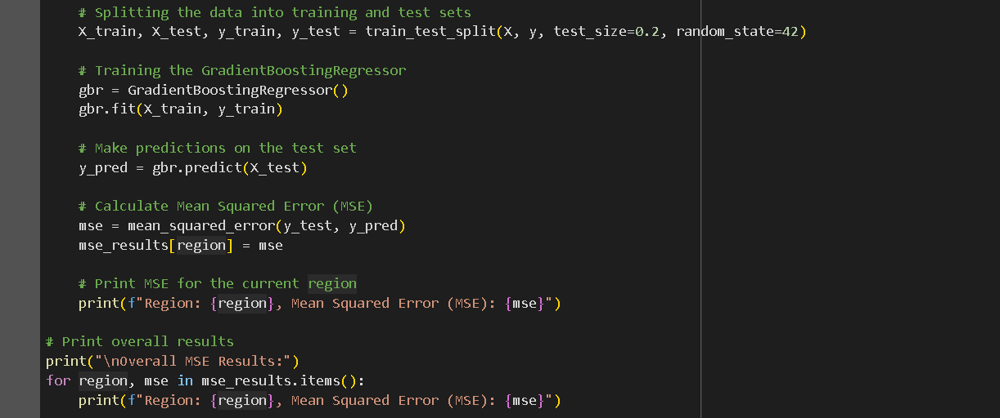 # Splitting the data into training and test sets
X_train, X_test, y_train, y_test = train_test_split(X, y, test_size=0.2, random_state=42)
# Training the GradientBoostingRegressor
gbr = GradientBoostingRegressor()
gbr.fit(X_train, y_train)
# Make predictions on the test set
y_pred = gbr.predict(X_test)
# Calculate Mean Squared Error (MSE)
mse = mean_squared_error(y_test, y_pred)
mse_results[region] = mse
# Print MSE for the current region
print(f"Region: {region}, Mean Squared Error (MSE): {mse}")
# Print overall results
print("\nOverall MSE Results:")
for region, mse in mse_results.items():
print(f"Region: {region}, Mean Squared Error (MSE): {mse}")